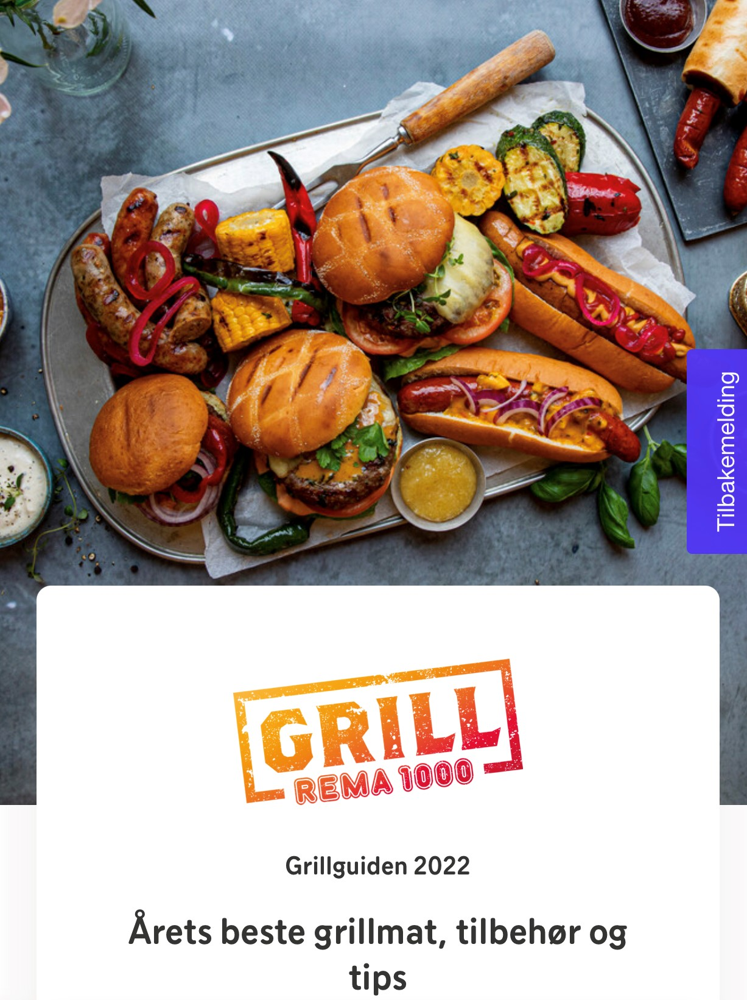 Tilbakemelding
GRILL
REMA 1000
Grillguiden 2022
Årets beste grillmat, tilbehør og
tips